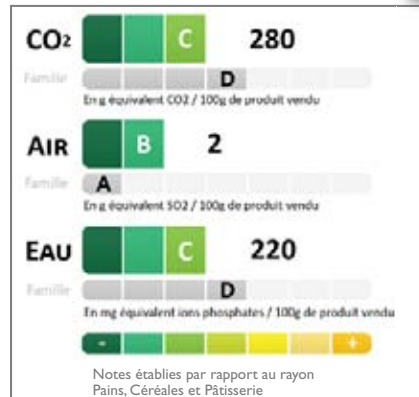 CO2 C 280
Famille D
En g équivalent CO2 / 100g de produit vendu
AIR B 2
Famille A
En g équivalent SO2 / 100g de produit vendu
EAU C 220
Famille D
En mg équivalent ions phosphates / 100g de produit vendu
- +
Notes établies par rapport au rayon
Pains, Céréales et Pâtisserie